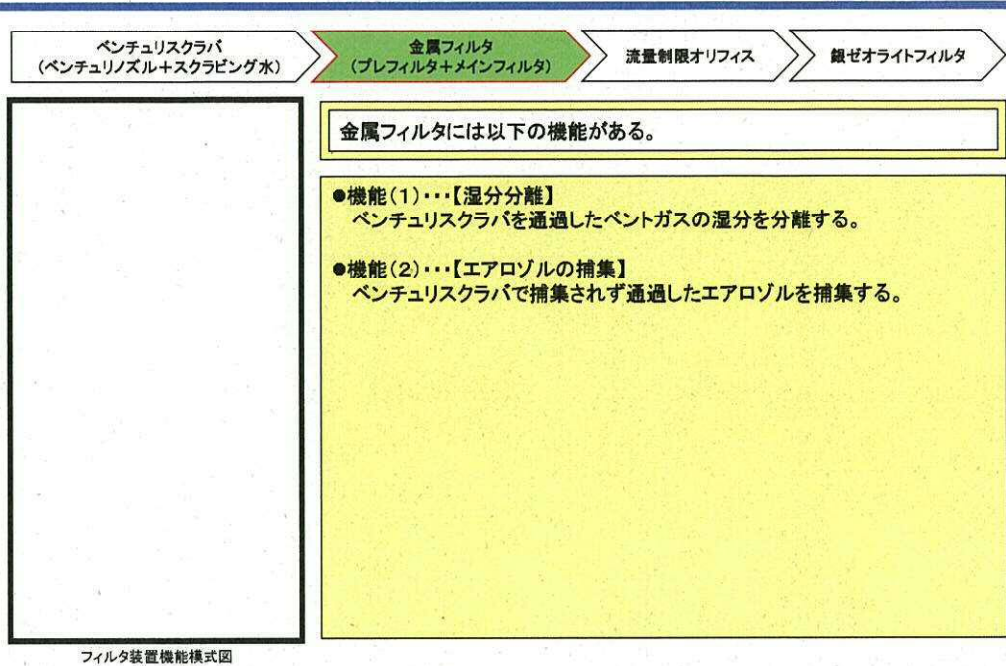 ベンチュリスクラバ
(ベンチュリノズル+スクラビング水)
金属フィルタ
(プレフィルタ+メインフィルタ)
流量制限オリフィス
銀ゼオライトフィルタ
金属フィルタには以下の機能がある。
●機能(1)・・・【湿分分離】
ベンチュリスクラバを通過したベントガスの湿分を分離する。
●機能(2)・・・【エアロゾルの捕集】
ベンチュリスクラバで捕集されず通過したエアロゾルを捕集する。
フィルタ装置機能模式図